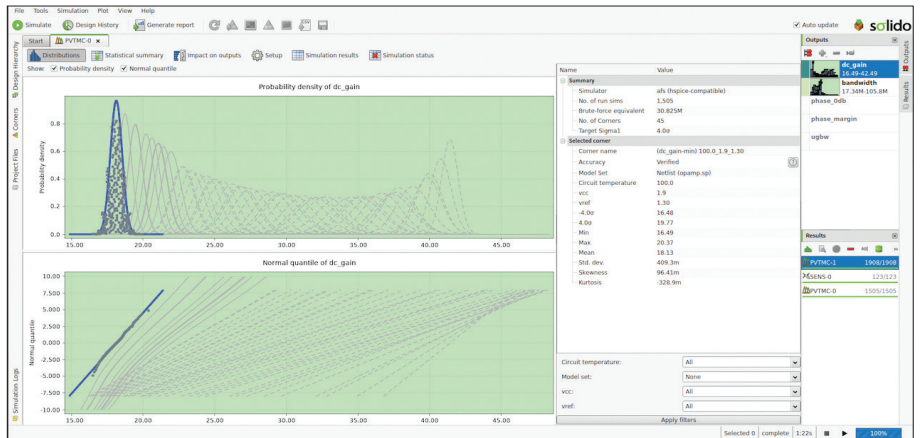 File Tools Simulation Plot View Help
Simulate Design History Generate report Auto update solido
Start PVTMC-0 ×
Distributions Statistical summary Impact on outputs Setup Simulation results Simulation status
Show: Probability density Normal quantile
Design Hierarchy
Corners
Project Files
Simulation Logs
Probability density of dc_gain
Probability density
0.8
0.6
0.4
0.2
0.0
15.00 20.00 25.00 30.00 35.00 40.00 45.00
Normal quantile of dc_gain
Normal quantile
10.00
7.500
5.000
2.500
0.000
-2.500
-5.000
-7.500
-10.00
15.00 20.00 25.00 30.00 35.00 40.00 45.00
Name Value
Summary
Simulator afs (hspice-compatible)
No. of run sims 1,505
Brute-force equivalent 30.825M
No. of Corners 45
Target Sigma1 4.0σ
Selected corner
Corner name (dc_gain-min) 100.0_1.9_1.30
Accuracy Verified
Model Set Netlist (opamp.sp)
Circuit temperature 100.0
vcc 1.9
vref 1.30
-4.0σ 16.48
4.0σ 19.77
Min 16.49
Max 20.37
Mean 18.13
Std. dev. 409.3m
Skewness 96.41m
Kurtosis -328.9m
Circuit temperature: All
Model set: None
vcc: All
vref: All
Apply filters
Outputs
dc_gain
16.49-42.49
bandwidth
17.34M-105.8M
phase_0db
phase_margin
ugbw
Results
PVTMC-1 1908/1908
SENS-0 123/123
PVTMC-0 1505/1505
Outputs
Results
Selected 0 complete 1:22s 100%